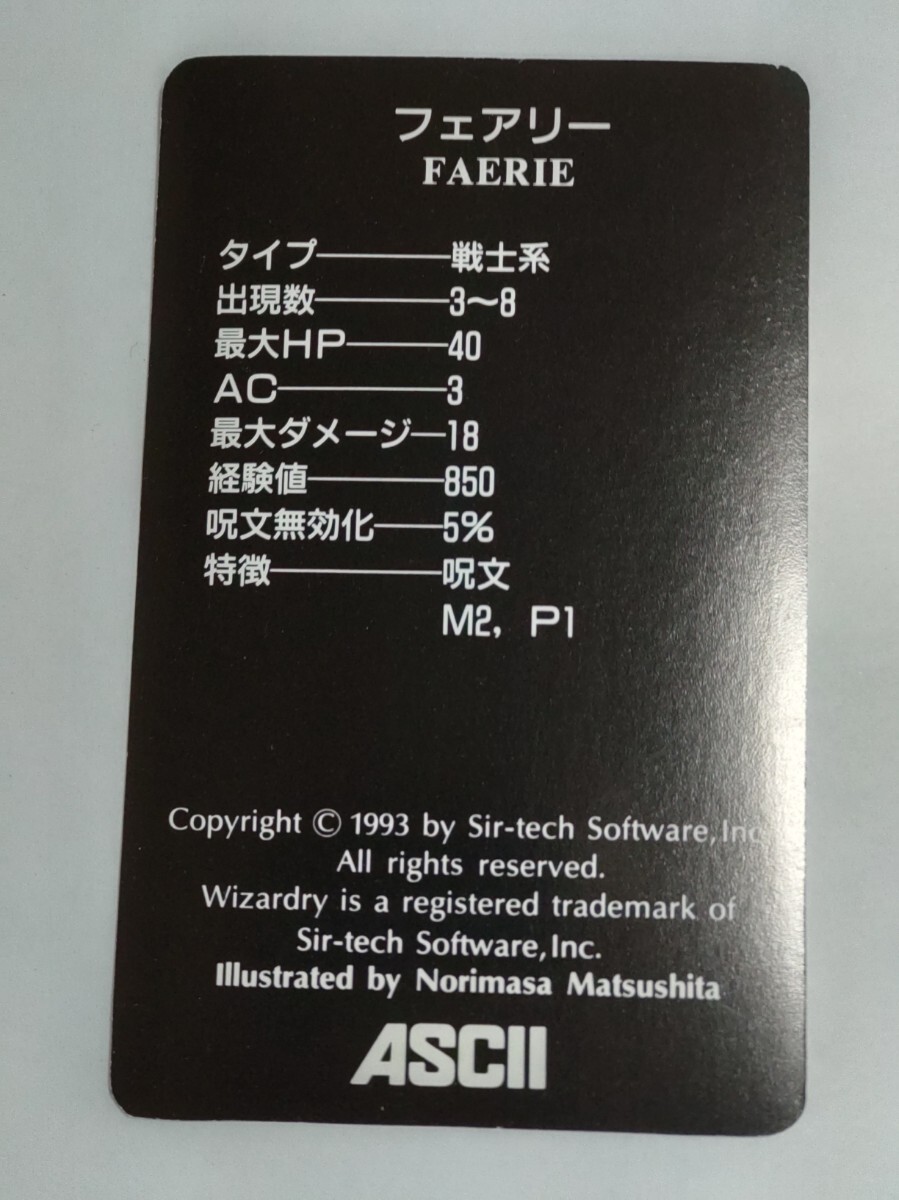 フェアリー
FAERIE
タイプ————戦士系
出現数————3〜8
最大HP———40
AC—————3
最大ダメージ—18
経験値————850
呪文無効化——5%
特徴—————呪文
M2, P1
Copyright © 1993 by Sir-tech Software, Inc
All rights reserved.
Wizardry is a registered trademark of
Sir-tech Software, Inc.
Illustrated by Norimasa Matsushita
ASCII